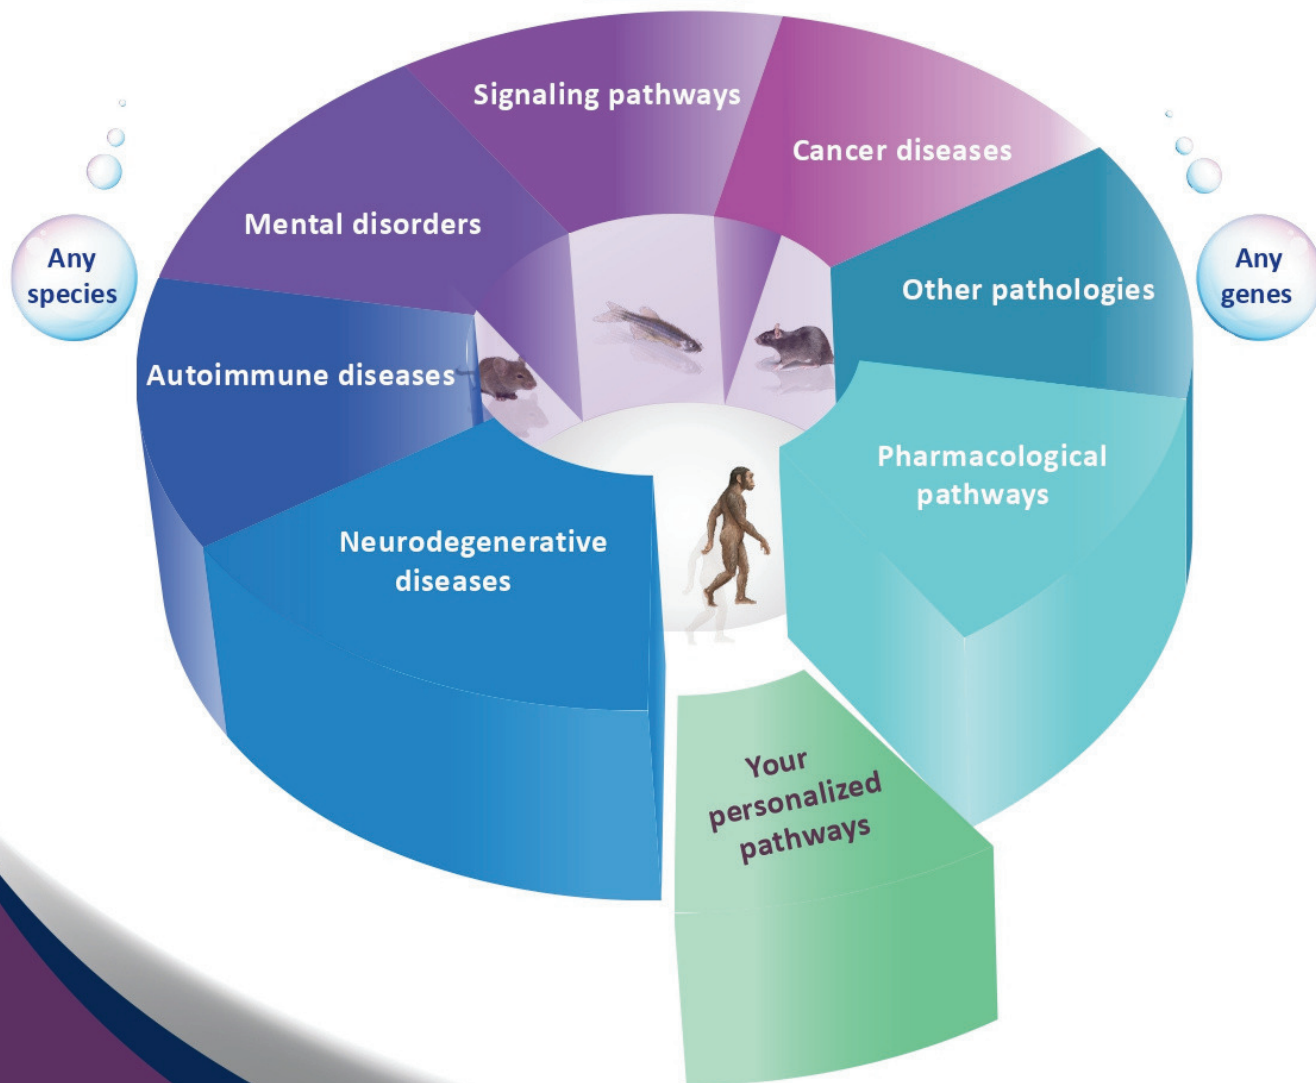 Signaling pathways
Cancer diseases
Mental disorders
Any
species
Any
genes
Other pathologies
Autoimmune diseases
Pharmacological
pathways
Neurodegenerative
diseases
Your
personalized
pathways